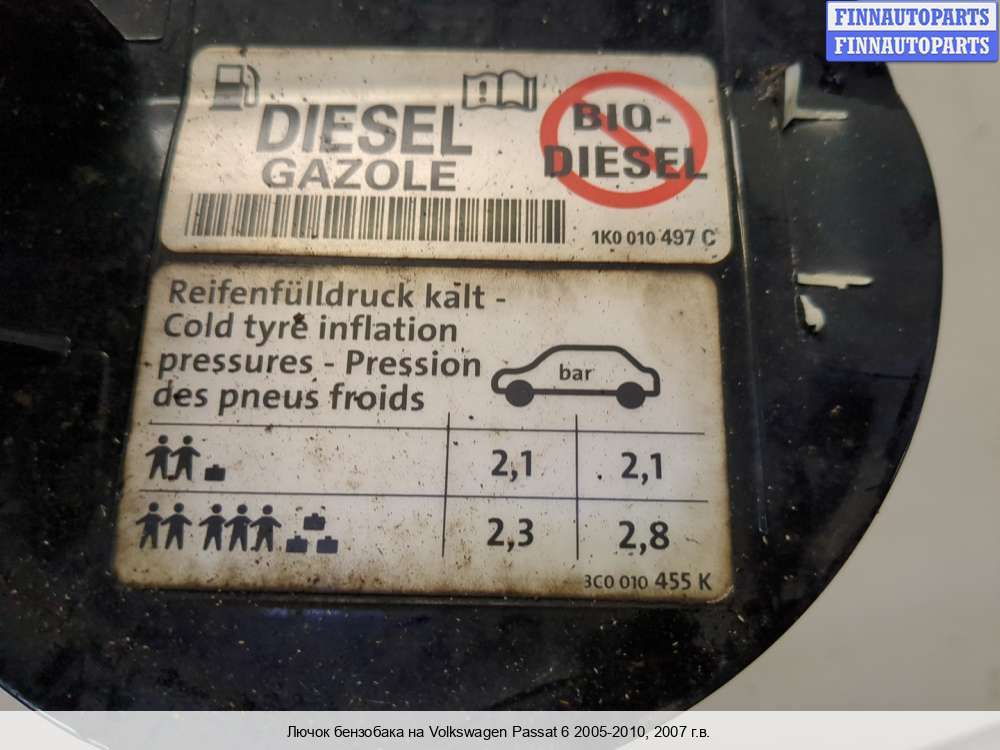 FINNAUTOPARTS
FINNAUTOPARTS
DIESEL
GAZOLE
BIO-
DIESEL
1K0 010 497 C
Reifenfülldruck kalt -
Cold tyre inflation
pressures - Pression
des pneus froids
bar
2,1 2,1
2,3 2,8
3C0 010 455 K
Лючок бензобака на Volkswagen Passat 6 2005-2010, 2007 г.в.